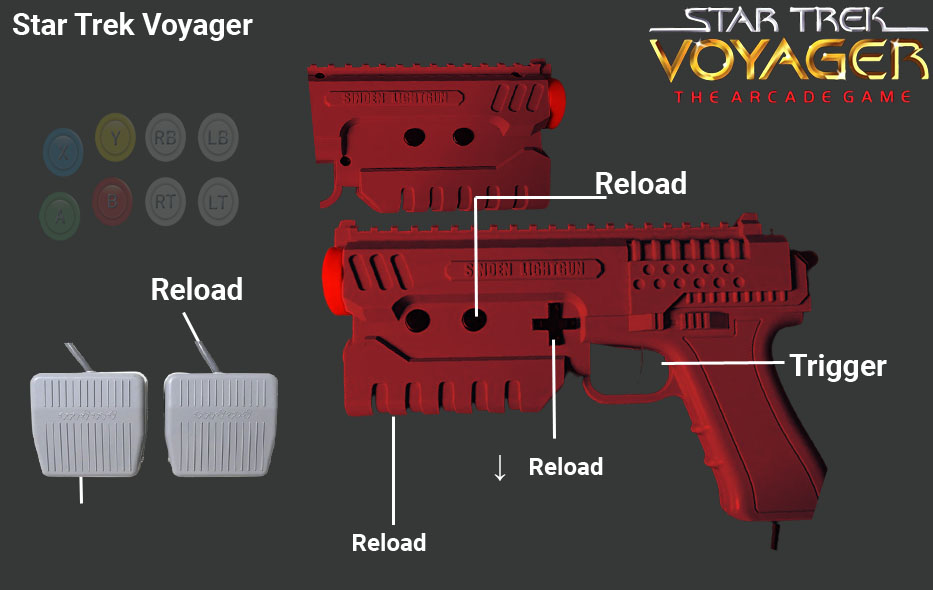 Star Trek Voyager
STAR TREK
VOYAGER
THE ARCADE GAME
SINDEN LIGHTGUN
X
Y
RB
LB
A
B
RT
LT
Reload
SINDEN LIGHTGUN
Reload
Trigger
↓ Reload
Reload